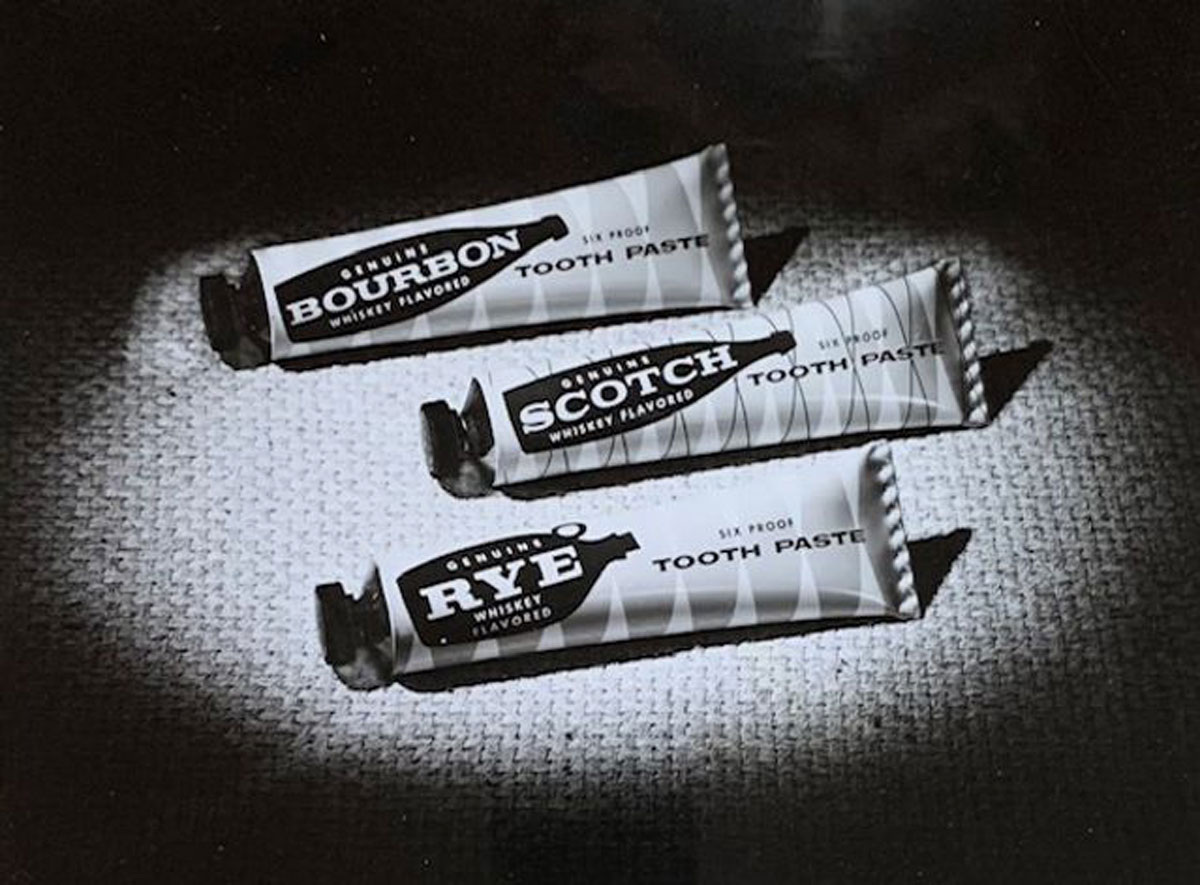 GENUINE
BOURBON
WHISKEY FLAVORED
SIX PROOF
TOOTH PASTE
GENUINE
SCOTCH
WHISKEY FLAVORED
SIX PROOF
TOOTH PASTE
GENUINE
RYE
WHISKEY
FLAVORED
SIX PROOF
TOOTH PASTE